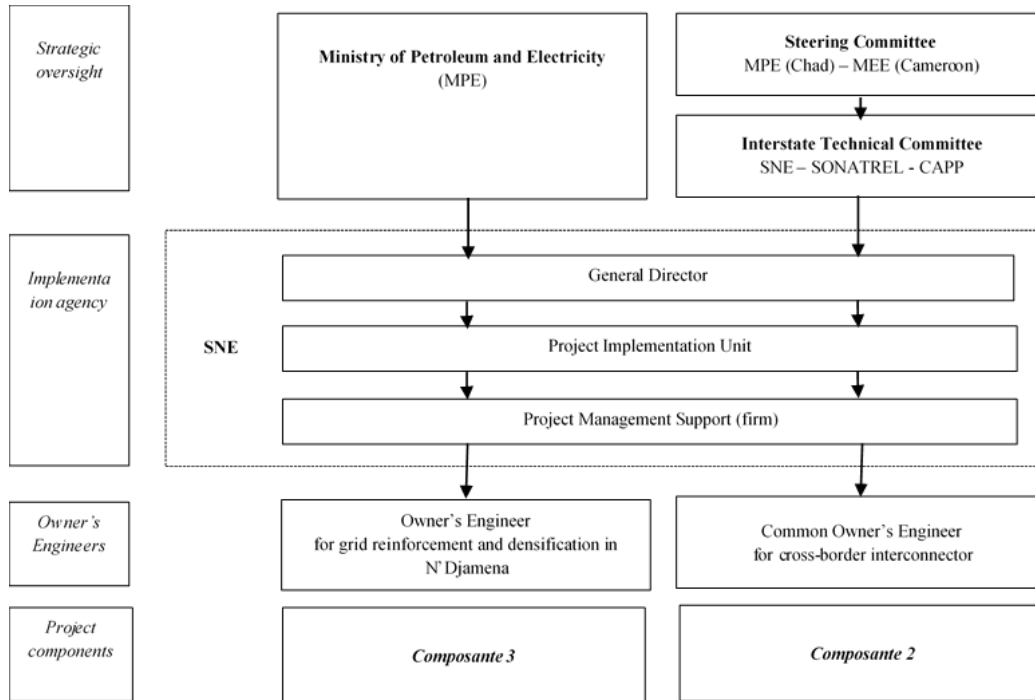 Strategic
oversight
Ministry of Petroleum and Electricity
(MPE)
Steering Committee
MPE (Chad) – MEE (Cameroon)
Interstate Technical Committee
SNE – SONATREL - CAPP
Implementa
ion agency
SNE
General Director
Project Implementation Unit
Project Management Support (firm)
Owner's
Engineers
Owner's Engineer
for grid reinforcement and densification in
N'Djamena
Common Owner's Engineer
for cross-border interconnector
Project
components
Composante 3
Composante 2